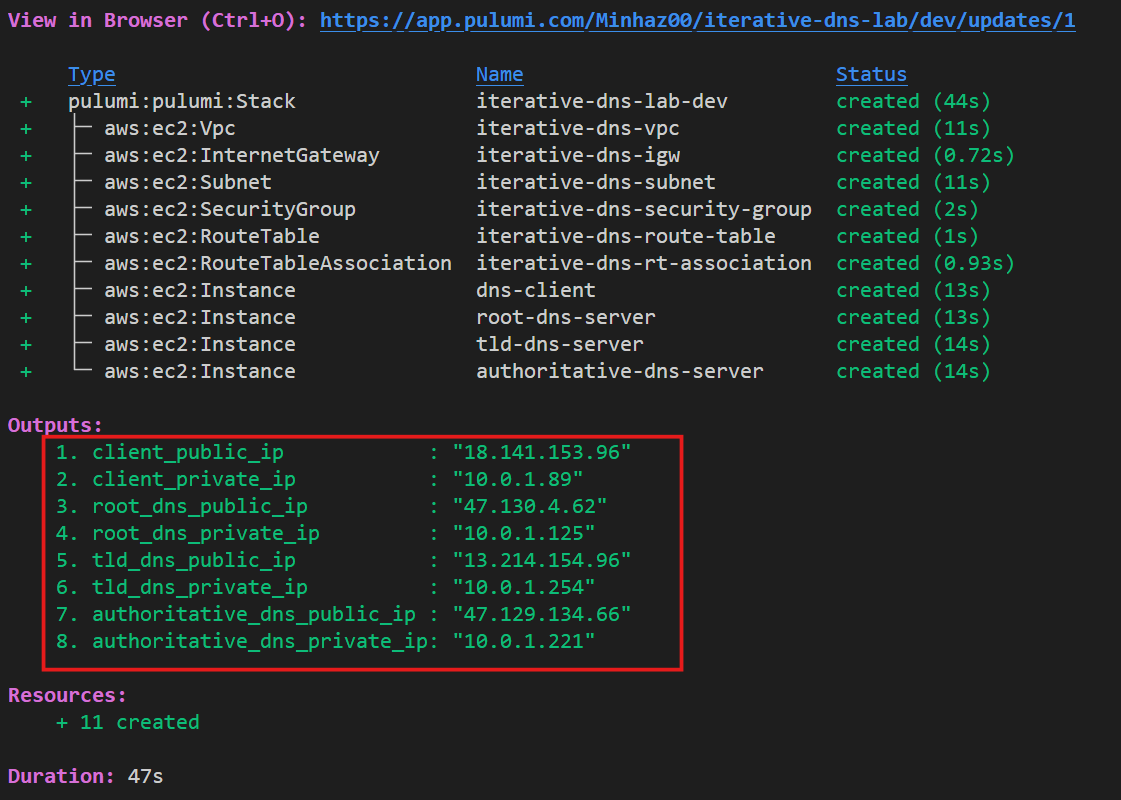 View in Browser (Ctrl+O): https://app.pulumi.com/Minhaz00/iterative-dns-lab/dev/updates/1
Type Name Status
+ pulumi:pulumi:Stack iterative-dns-lab-dev created (44s)
+ ├─ aws:ec2:Vpc iterative-dns-vpc created (11s)
+ ├─ aws:ec2:InternetGateway iterative-dns-igw created (0.72s)
+ ├─ aws:ec2:Subnet iterative-dns-subnet created (11s)
+ ├─ aws:ec2:SecurityGroup iterative-dns-security-group created (2s)
+ ├─ aws:ec2:RouteTable iterative-dns-route-table created (1s)
+ ├─ aws:ec2:RouteTableAssociation iterative-dns-rt-association created (0.93s)
+ ├─ aws:ec2:Instance dns-client created (13s)
+ ├─ aws:ec2:Instance root-dns-server created (13s)
+ ├─ aws:ec2:Instance tld-dns-server created (14s)
+ └─ aws:ec2:Instance authoritative-dns-server created (14s)
Outputs:
1. client_public_ip : "18.141.153.96"
2. client_private_ip : "10.0.1.89"
3. root_dns_public_ip : "47.130.4.62"
4. root_dns_private_ip : "10.0.1.125"
5. tld_dns_public_ip : "13.214.154.96"
6. tld_dns_private_ip : "10.0.1.254"
7. authoritative_dns_public_ip : "47.129.134.66"
8. authoritative_dns_private_ip: "10.0.1.221"
Resources:
+ 11 created
Duration: 47s